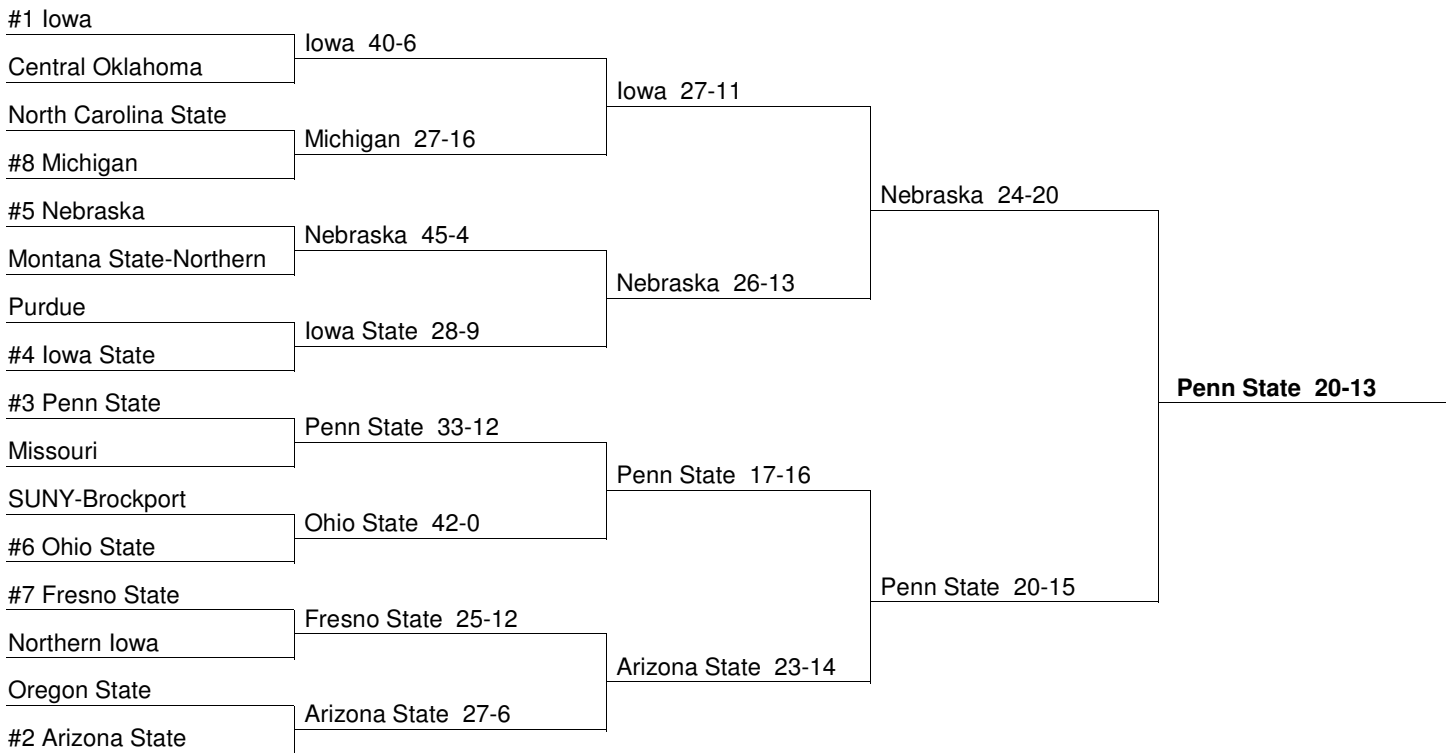 #1 Iowa
Iowa 40-6
Central Oklahoma
Iowa 27-11
North Carolina State
Michigan 27-16
#8 Michigan
Nebraska 24-20
#5 Nebraska
Nebraska 45-4
Montana State-Northern
Nebraska 26-13
Purdue
Iowa State 28-9
#4 Iowa State
Penn State 20-13
#3 Penn State
Penn State 33-12
Missouri
Penn State 17-16
SUNY-Brockport
Ohio State 42-0
#6 Ohio State
Penn State 20-15
#7 Fresno State
Fresno State 25-12
Northern Iowa
Arizona State 23-14
Oregon State
Arizona State 27-6
#2 Arizona State